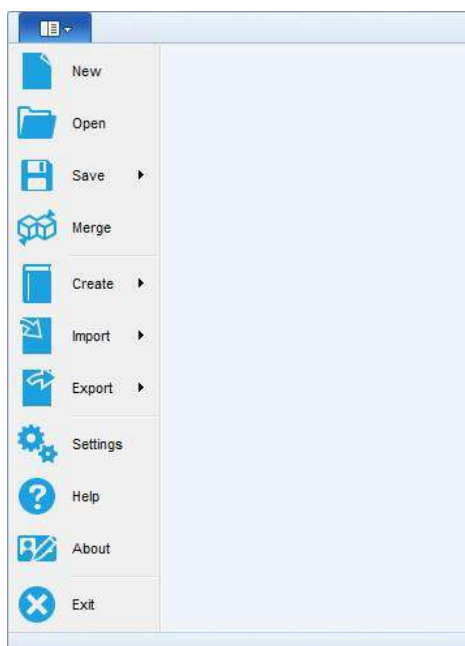 New
Open
Save
Merge
Create
Import
Export
Settings
Help
About
Exit